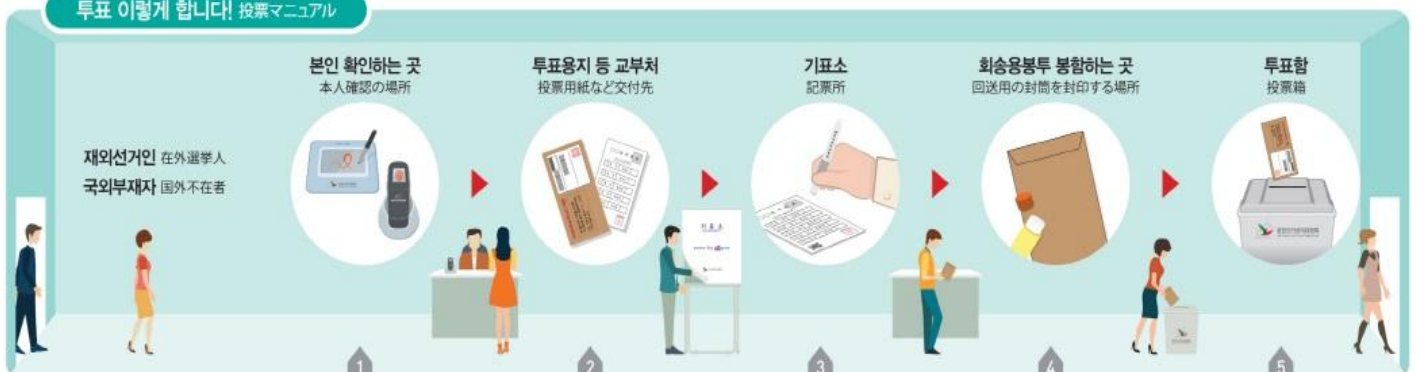 투표 이렇게 합니다! 投票マニュアル
재외선거인 在外選挙人
국외부재자 国外不在者
본인 확인하는 곳
本人確認の場所
투표용지 등 교부처
投票用紙など交付先
기표소
記票所
회송용봉투 봉함하는 곳
回送用の封筒を封印する場所
투표함
投票箱
기표소
1
2
3
4
5